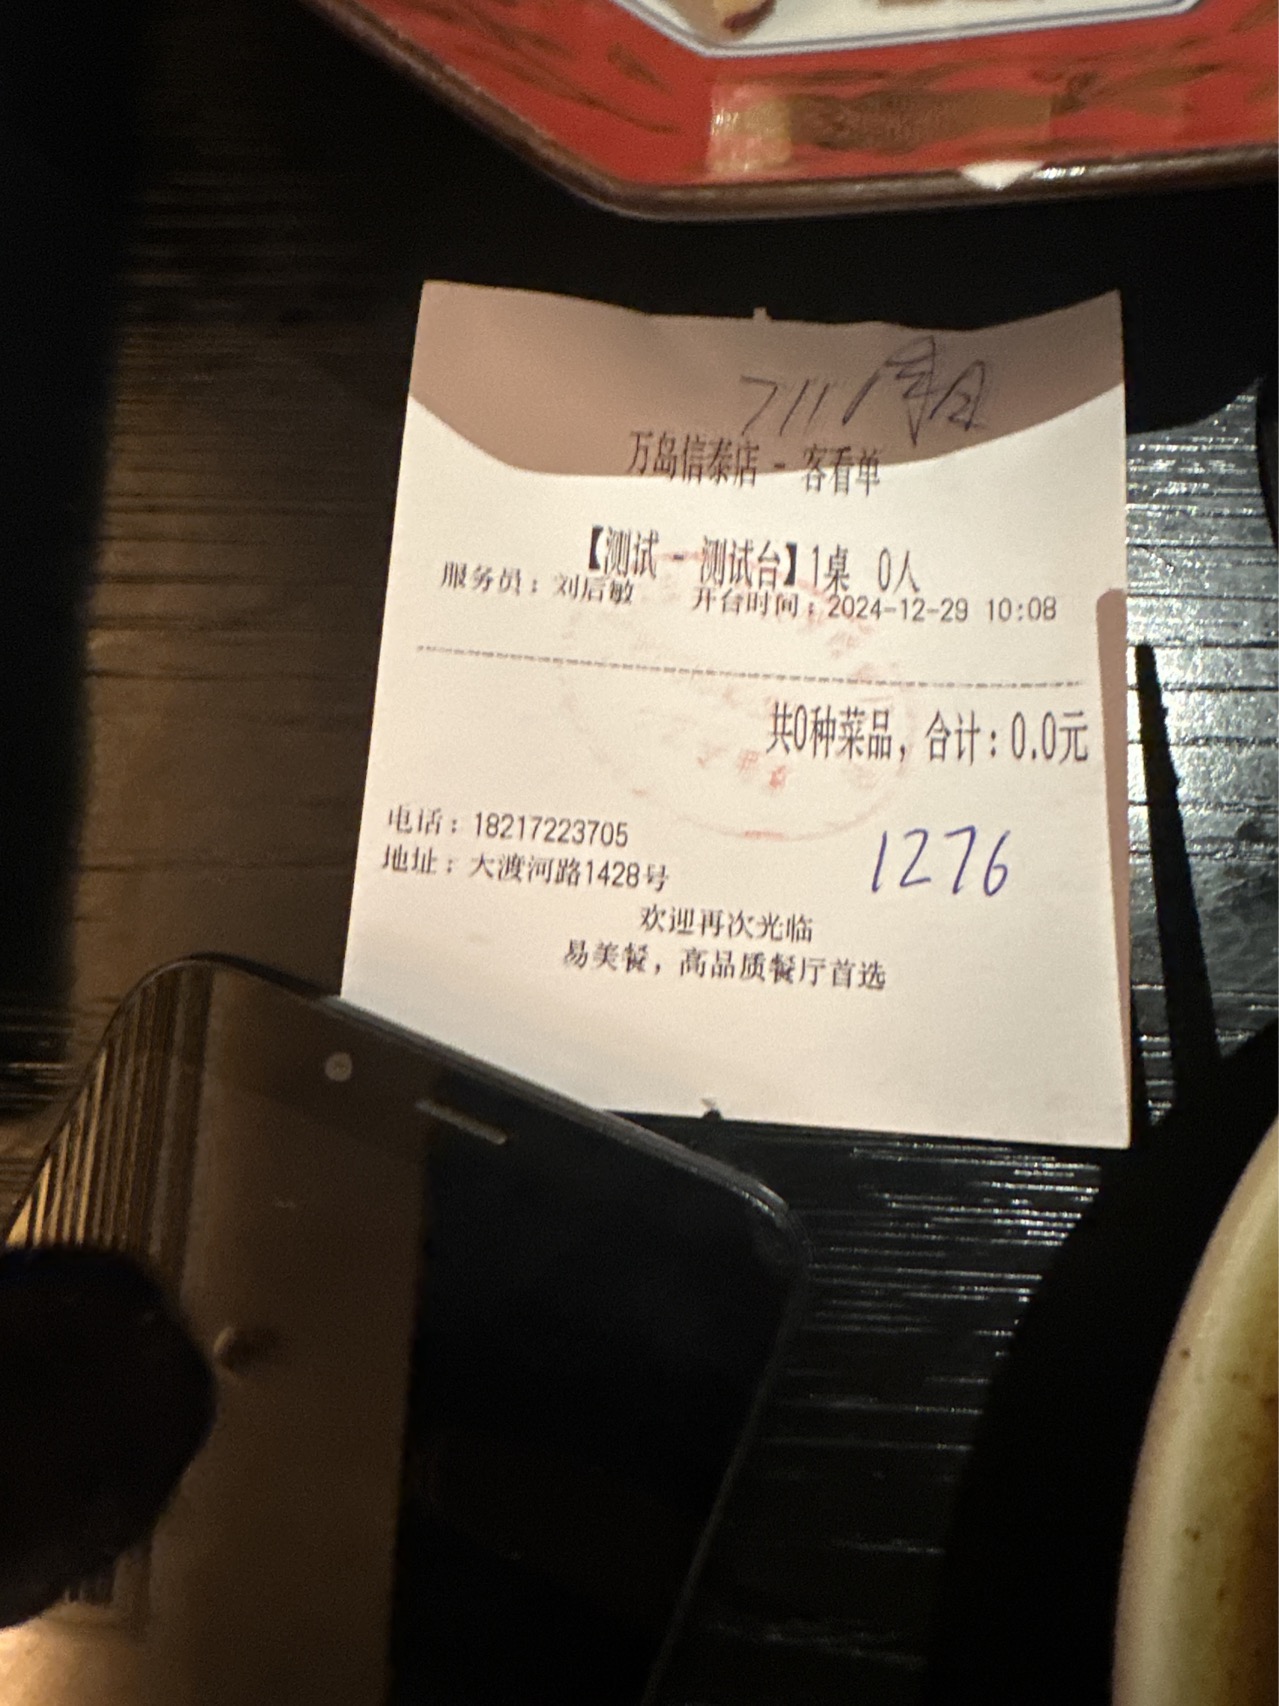 711
万岛信泰店 - 客看单
【测试 - 测试台】1桌 0人
服务员：刘后敏 开台时间：2024-12-29 10:08
共0种菜品，合计：0.0元
电话：18217223705
1276
地址：大渡河路1428号
欢迎再次光临
易美餐，高品质餐厅首选